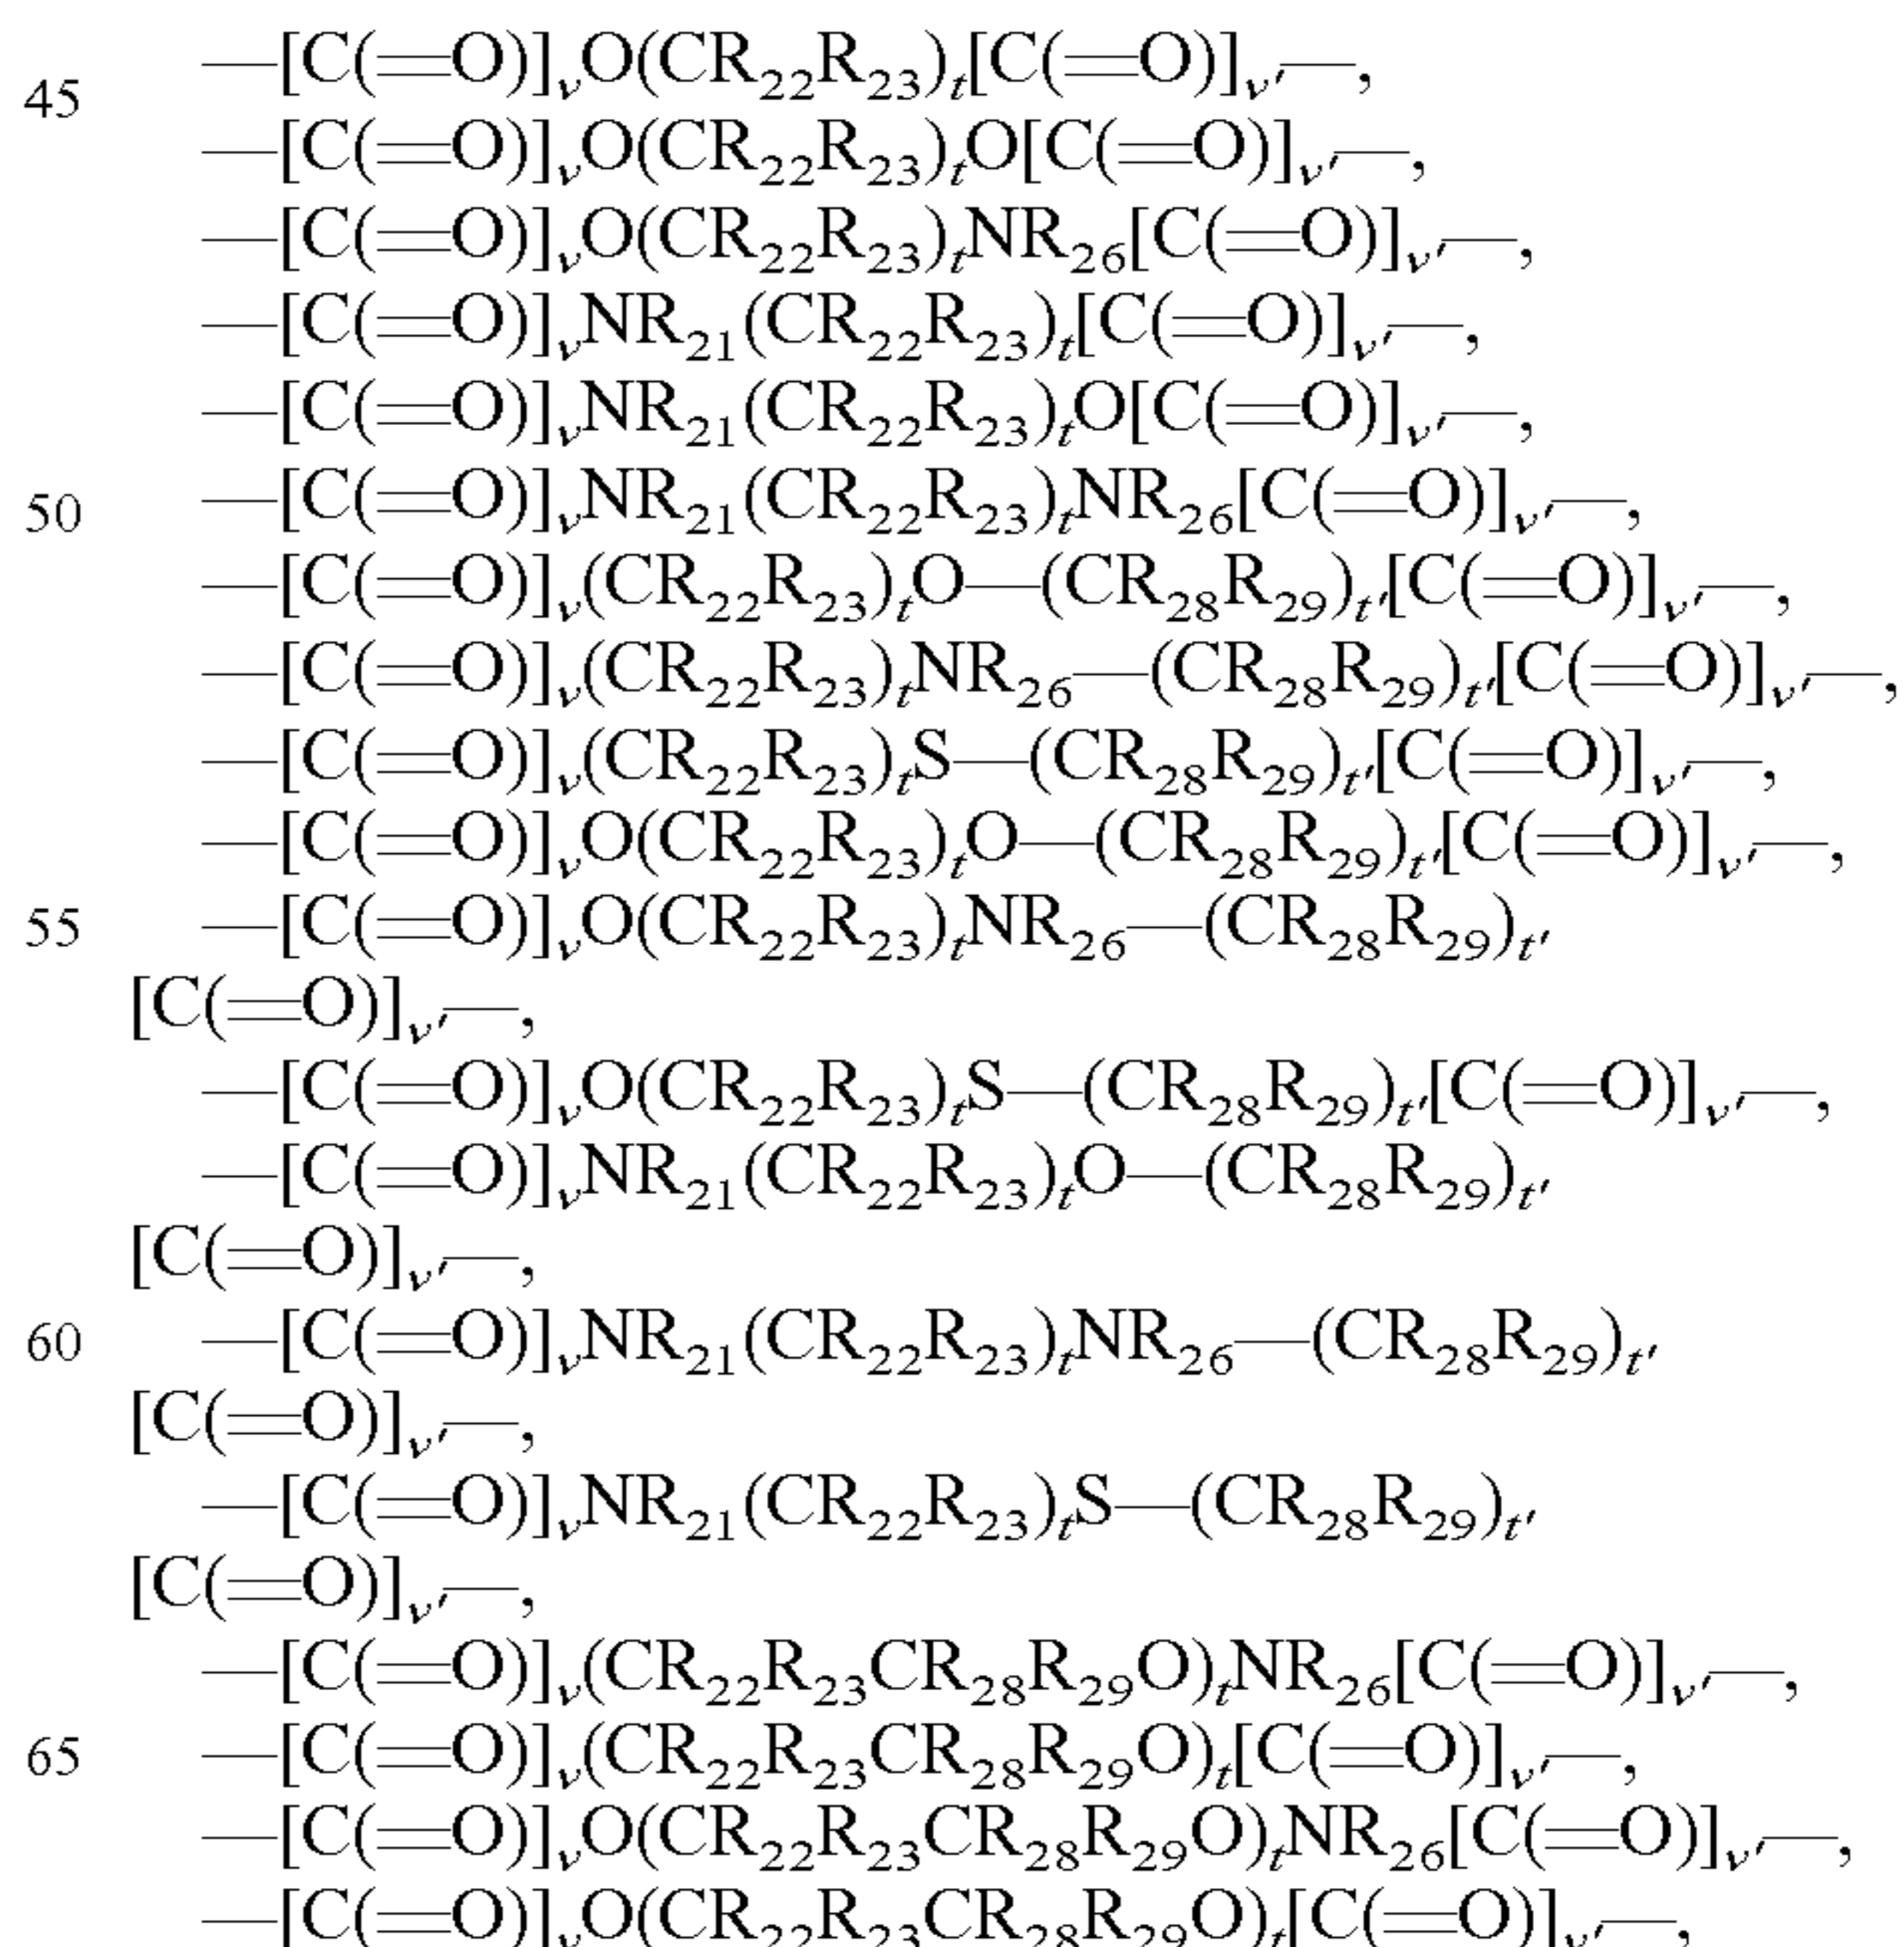 45 —[C(═O)]ᵥO(CR₂₂R₂₃)ₜ[C(═O)]ᵥ′—,
—[C(═O)]ᵥO(CR₂₂R₂₃)ₜO[C(═O)]ᵥ′—,
—[C(═O)]ᵥO(CR₂₂R₂₃)ₜNR₂₆[C(═O)]ᵥ′—,
—[C(═O)]ᵥNR₂₁(CR₂₂R₂₃)ₜ[C(═O)]ᵥ′—,
—[C(═O)]ᵥNR₂₁(CR₂₂R₂₃)ₜO[C(═O)]ᵥ′—,
50 —[C(═O)]ᵥNR₂₁(CR₂₂R₂₃)ₜNR₂₆[C(═O)]ᵥ′—,
—[C(═O)]ᵥ(CR₂₂R₂₃)ₜO—(CR₂₈R₂₉)ₜ′[C(═O)]ᵥ′—,
—[C(═O)]ᵥ(CR₂₂R₂₃)ₜNR₂₆—(CR₂₈R₂₉)ₜ′[C(═O)]ᵥ′—,
—[C(═O)]ᵥ(CR₂₂R₂₃)ₜS—(CR₂₈R₂₉)ₜ′[C(═O)]ᵥ′—,
—[C(═O)]ᵥO(CR₂₂R₂₃)ₜO—(CR₂₈R₂₉)ₜ′[C(═O)]ᵥ′—,
55 —[C(═O)]ᵥO(CR₂₂R₂₃)ₜNR₂₆—(CR₂₈R₂₉)ₜ′
[C(═O)]ᵥ′—,
—[C(═O)]ᵥO(CR₂₂R₂₃)ₜS—(CR₂₈R₂₉)ₜ′[C(═O)]ᵥ′—,
—[C(═O)]ᵥNR₂₁(CR₂₂R₂₃)ₜO—(CR₂₈R₂₉)ₜ′
[C(═O)]ᵥ′—,
60 —[C(═O)]ᵥNR₂₁(CR₂₂R₂₃)ₜNR₂₆—(CR₂₈R₂₉)ₜ′
[C(═O)]ᵥ′—,
—[C(═O)]ᵥNR₂₁(CR₂₂R₂₃)ₜS—(CR₂₈R₂₉)ₜ′
[C(═O)]ᵥ′—,
—[C(═O)]ᵥ(CR₂₂R₂₃CR₂₈R₂₉O)ₜNR₂₆[C(═O)]ᵥ′—,
65 —[C(═O)]ᵥ(CR₂₂R₂₃CR₂₈R₂₉O)ₜ[C(═O)]ᵥ′—,
—[C(═O)]ᵥO(CR₂₂R₂₃CR₂₈R₂₉O)ₜNR₂₆[C(═O)]ᵥ′—,
—[C(═O)]ᵥO(CR₂₂R₂₃CR₂₈R₂₉O)ₜ[C(═O)]ᵥ′—,